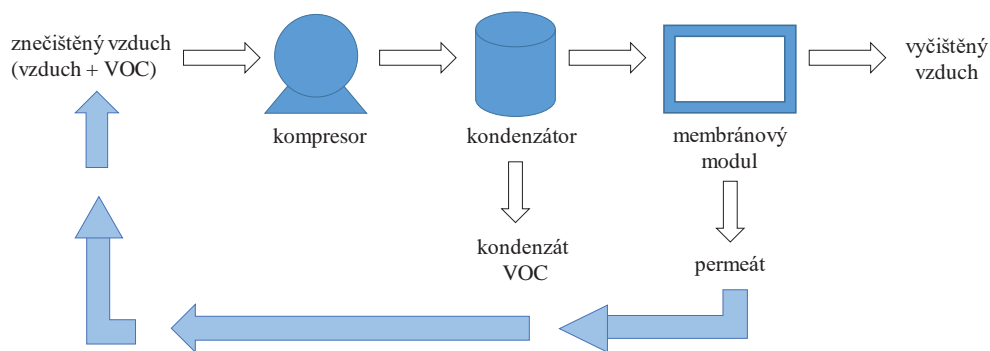 znečištěný vzduch
(vzduch + VOC)
kompresor
kondenzátor
membránový
modul
vyčištěný
vzduch
kondenzát
VOC
permeát